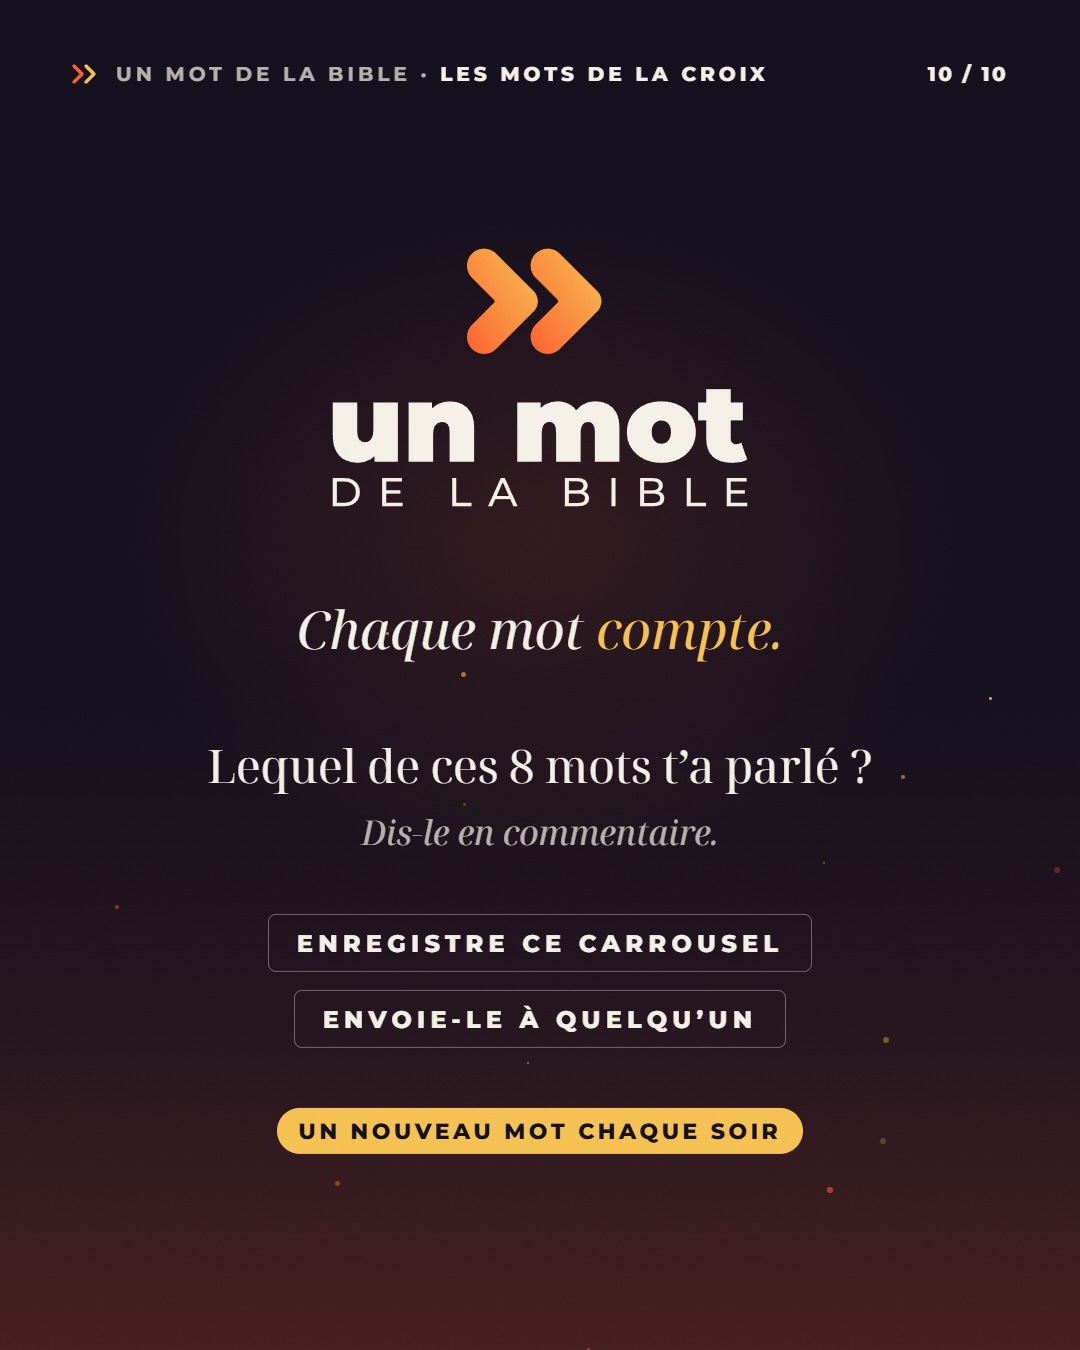 UN MOT DE LA BIBLE · LES MOTS DE LA CROIX
10 / 10
un mot
DE LA BIBLE
Chaque mot compte.
Lequel de ces 8 mots t’a parlé ?
Dis-le en commentaire.
ENREGISTRE CE CARROUSEL
ENVOIE-LE À QUELQU’UN
UN NOUVEAU MOT CHAQUE SOIR